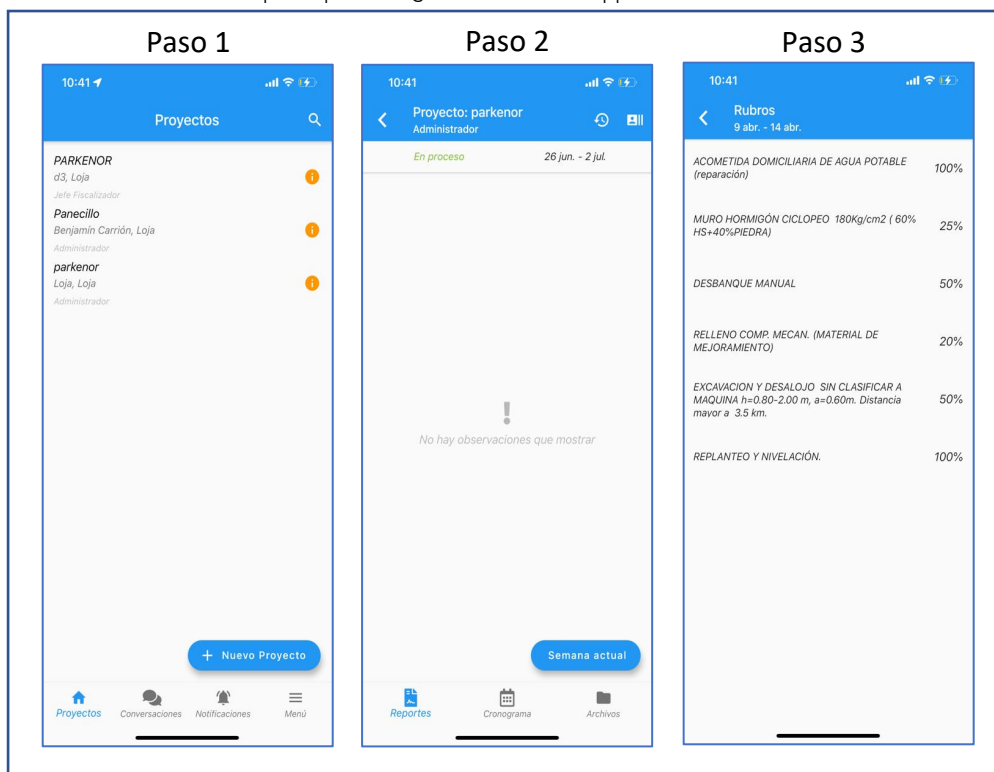 Paso 1
10:41
Proyectos
PARKENOR
d3, Loja
Jefe Fiscalizador
Panecillo
Benjamín Carrión, Loja
Administrador
parkenor
Loja, Loja
Administrador
+ Nuevo Proyecto
Proyectos
Conversaciones
Notificaciones
Menú
Paso 2
10:41
Proyecto: parkenor
Administrador
En proceso
26 jun. - 2 jul.
No hay observaciones que mostrar
Semana actual
Reportes
Cronograma
Archivos
Paso 3
10:41
Rubros
9 abr. - 14 abr.
ACOMETIDA DOMICILIARIA DE AGUA POTABLE
(reparación)
100%
MURO HORMIGÓN CICLOPEO 180Kg/cm2 ( 60%
HS+40%PIEDRA)
25%
DESBANQUE MANUAL
50%
RELLENO COMP. MECAN. (MATERIAL DE
MEJORAMIENTO)
20%
EXCAVACION Y DESALOJO SIN CLASIFICAR A
MAQUINA h=0.80-2.00 m, a=0.60m. Distancia
mayor a 3.5 km.
50%
REPLANTEO Y NIVELACIÓN.
100%